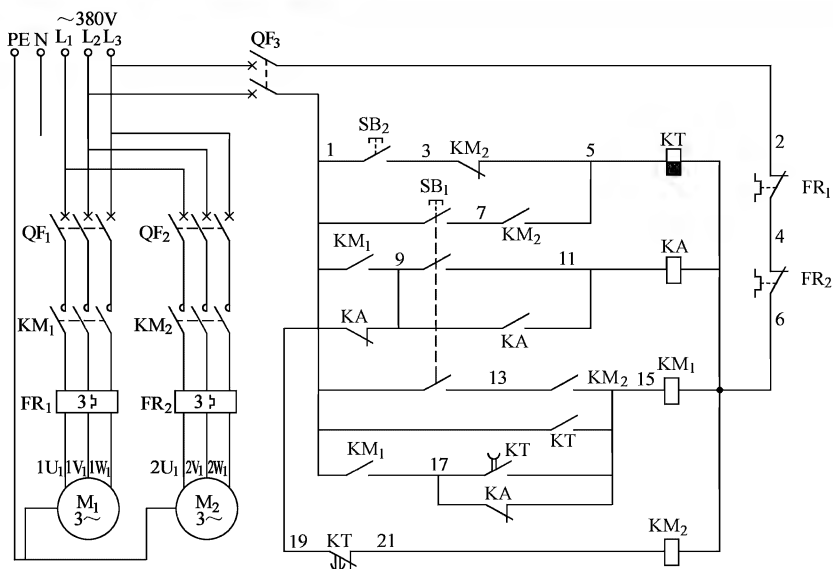 ～380V
PE N L₁ L₂ L₃
QF₃
SB₂
1
3
KM₂
5
KT
2
FR₁
SB₁
7
KM₂
4
QF₁
QF₂
KM₁
9
11
KA
FR₂
6
KM₁
KM₂
KA
KA
13
KM₂
15
KM₁
FR₁
3
FR₂
3
KT
KM₁
17
KT
1U₁ 1V₁ 1W₁
2U₁ 2V₁ 2W₁
KA
M₁
3～
M₂
3～
19
KT
21
KM₂